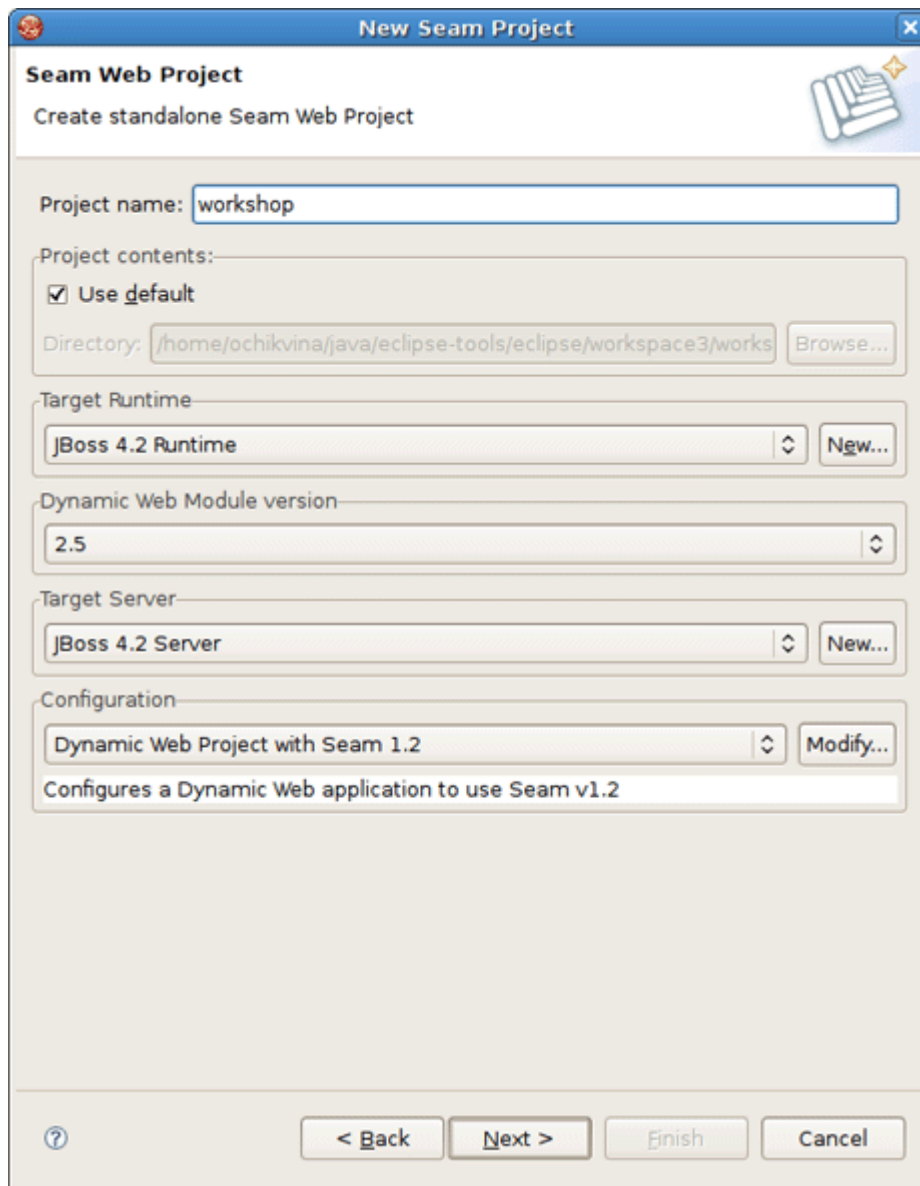 New Seam Project
Seam Web Project
Create standalone Seam Web Project
Project name: workshop
Project contents:
Use default
Directory: /home/ochikvina/java/eclipse-tools/eclipse/workspace3/works Browse...
Target Runtime
JBoss 4.2 Runtime New...
Dynamic Web Module version
2.5
Target Server
JBoss 4.2 Server New...
Configuration
Dynamic Web Project with Seam 1.2 Modify...
Configures a Dynamic Web application to use Seam v1.2
? < Back Next > Finish Cancel